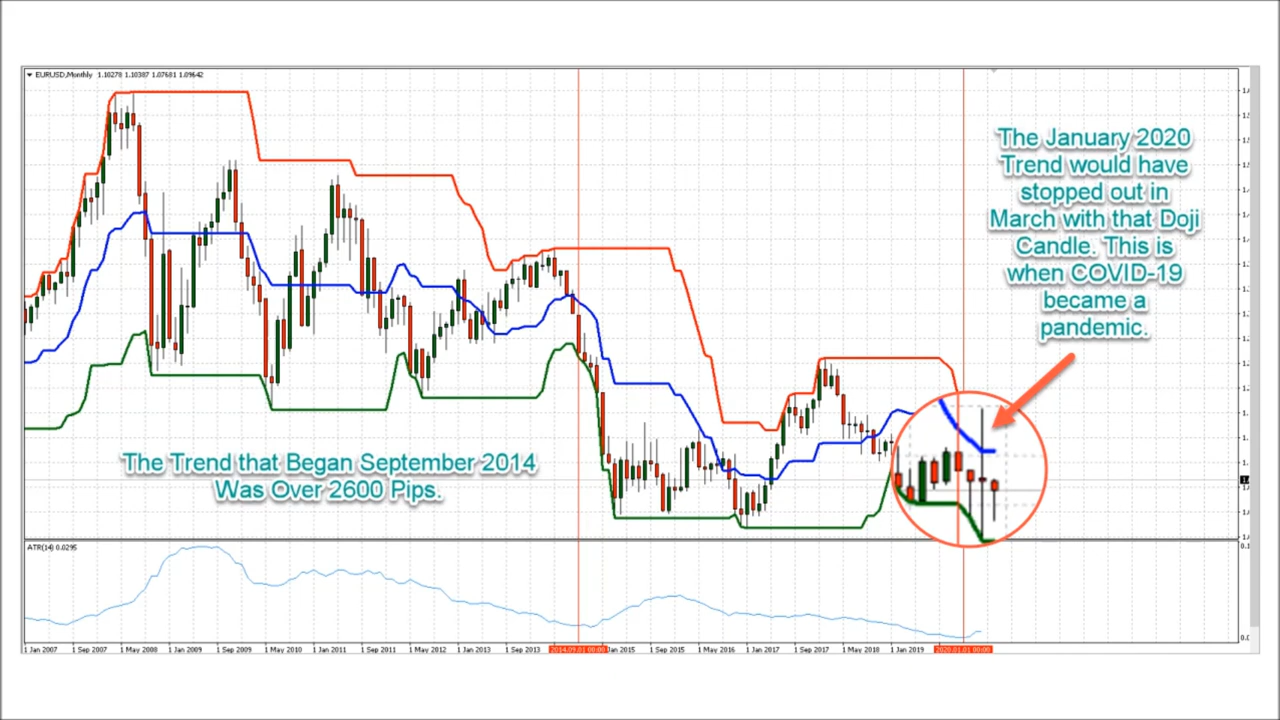 EURUSD,Monthly 1.10278 1.10387 1.07681 1.09642
The January 2020
Trend would have
stopped out in
March with that Doji
Candle. This is
when COVID-19
became a
pandemic.
The Trend that Began September 2014
Was Over 2600 Pips.
ATR(14) 0.0295
1 Jan 2007 1 Sep 2007 1 May 2008 1 Jan 2009 1 Sep 2009 1 May 2010 1 Jan 2011 1 Sep 2011 1 May 2012 1 Jan 2013 1 Sep 2013 2014.09.01 00:00 Jan 2015 1 Sep 2015 1 May 2016 1 Jan 2017 1 Sep 2017 1 May 2018 1 Jan 2019 2020.01.01 00:00